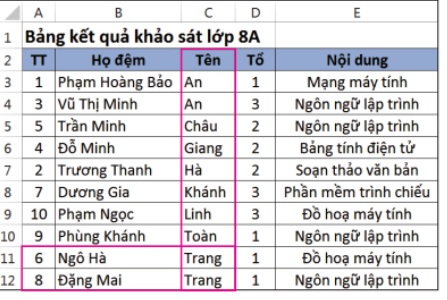 A B C D E
1 Bảng kết quả khảo sát lớp 8A
2 TT Họ đệm Tên Tổ Nội dung
3 1 Phạm Hoàng Bảo An 1 Mạng máy tính
4 3 Vũ Thị Minh An 3 Ngôn ngữ lập trình
5 5 Trần Minh Châu 2 Ngôn ngữ lập trình
6 4 Đỗ Minh Giang 2 Bảng tính điện tử
7 2 Trương Thanh Hà 2 Soạn thảo văn bản
8 7 Dương Gia Khánh 3 Phần mềm trình chiếu
9 10 Phạm Ngọc Linh 3 Đồ hoạ máy tính
10 9 Phùng Khánh Toàn 1 Ngôn ngữ lập trình
11 6 Ngô Hà Trang 1 Đồ hoạ máy tính
12 8 Đặng Mai Trang 1 Ngôn ngữ lập trình